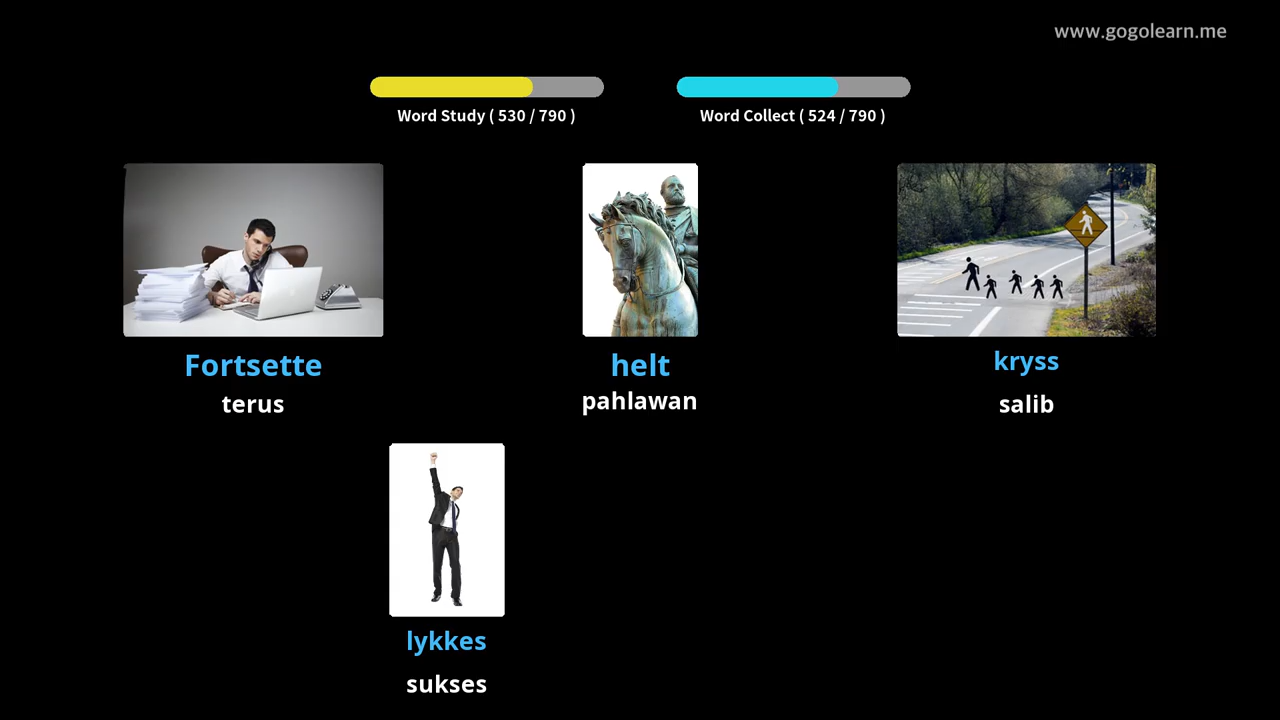 www.gogolearn.me
Word Study ( 530 / 790 )
Word Collect ( 524 / 790 )
Fortsette
terus
helt
pahlawan
kryss
salib
lykkes
sukses